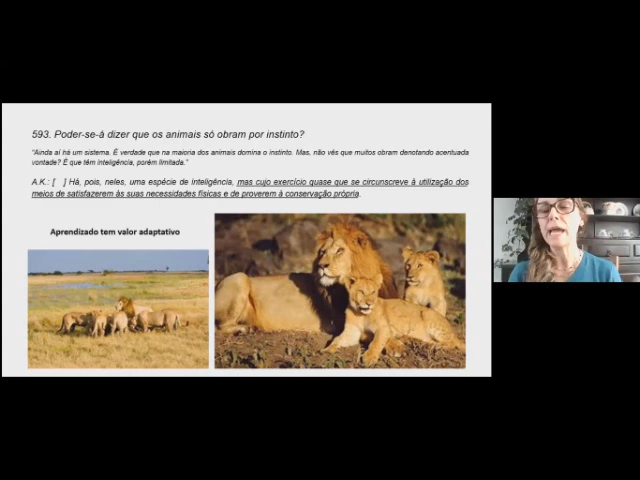 593. Poder-se-á dizer que os animais só obram por instinto?
“Ainda aí há um sistema. É verdade que na maioria dos animais domina o instinto. Mas, não vês que muitos obram denotando acentuada
vontade? É que têm inteligência, porém limitada.”
A.K.: [ ] Há, pois, neles, uma espécie de inteligência, mas cujo exercício quase que se circunscreve à utilização dos
meios de satisfazerem às suas necessidades físicas e de proverem à conservação própria.
Aprendizado tem valor adaptativo